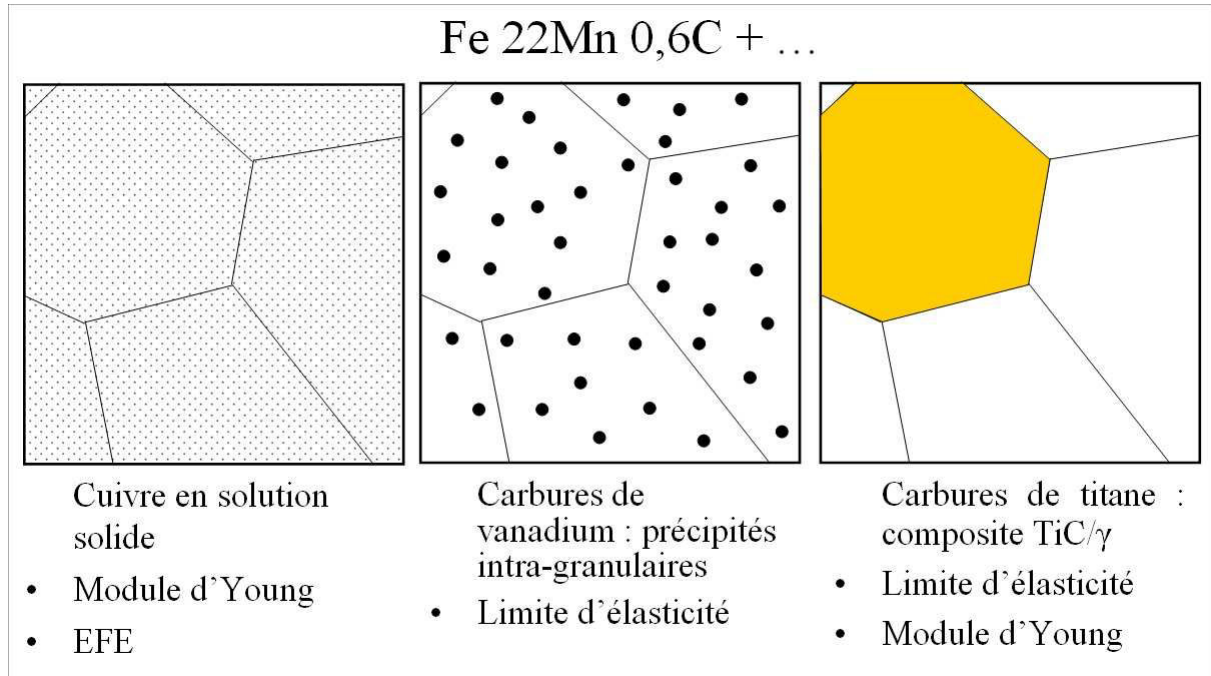 Fe 22Mn 0,6C + …
Cuivre en solution
solide
• Module d’Young
• EFE
Carbures de
vanadium : précipités
intra-granulaires
• Limite d’élasticité
Carbures de titane :
composite TiC/γ
• Limite d’élasticité
• Module d’Young